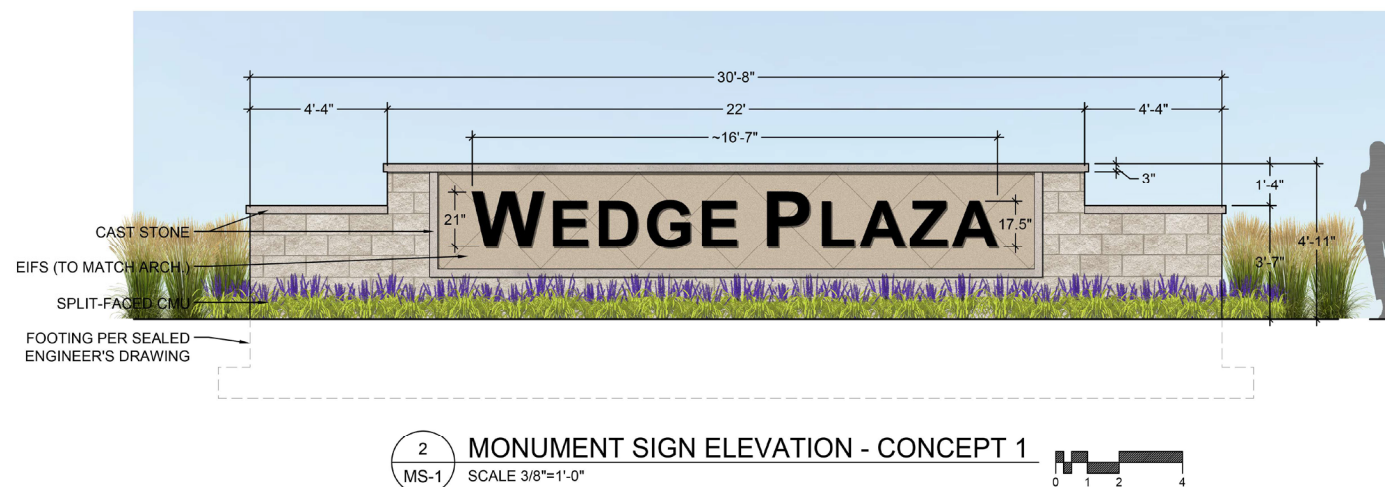 30'-8"
4'-4"
22'
4'-4"
~16'-7"
3"
1'-4"
21"
WEDGE PLAZA
17.5"
CAST STONE
4'-11"
EIFS (TO MATCH ARCH.)
3'-7"
SPLIT-FACED CMU
FOOTING PER SEALED
ENGINEER'S DRAWING
2
MONUMENT SIGN ELEVATION - CONCEPT 1
MS-1
SCALE 3/8"=1'-0"
0 1 2 4